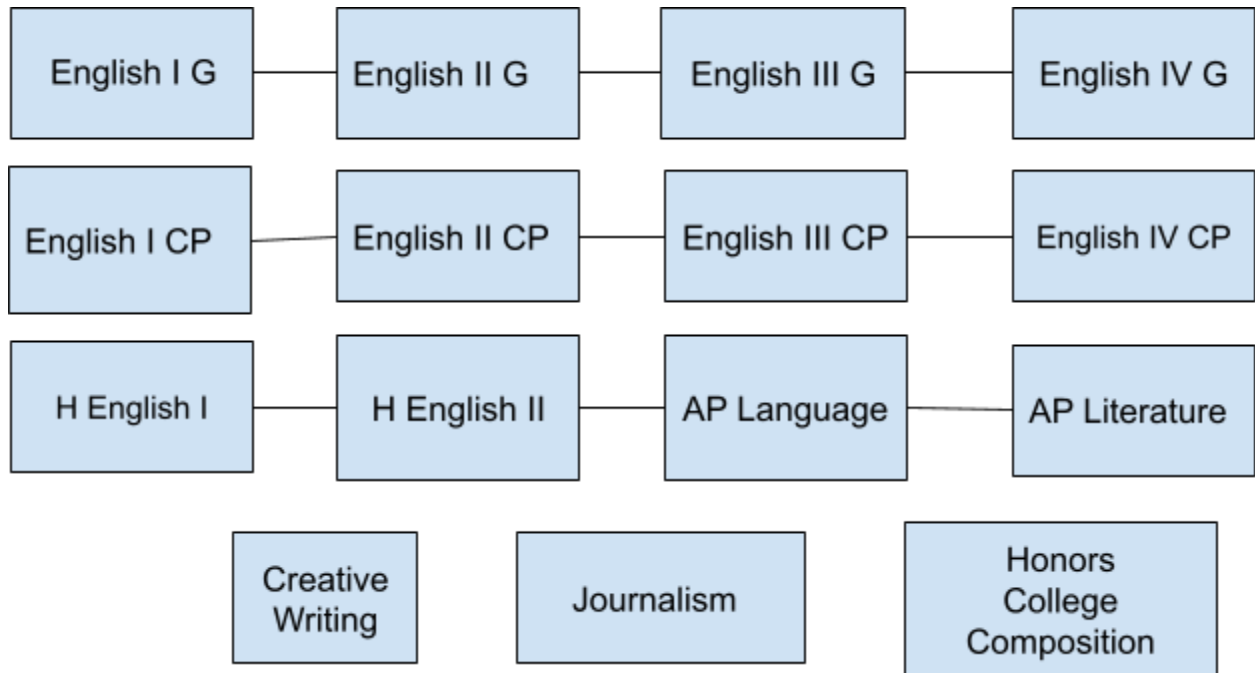 English I G
English II G
English III G
English IV G
English I CP
English II CP
English III CP
English IV CP
H English I
H English II
AP Language
AP Literature
Creative
Writing
Journalism
Honors
College
Composition